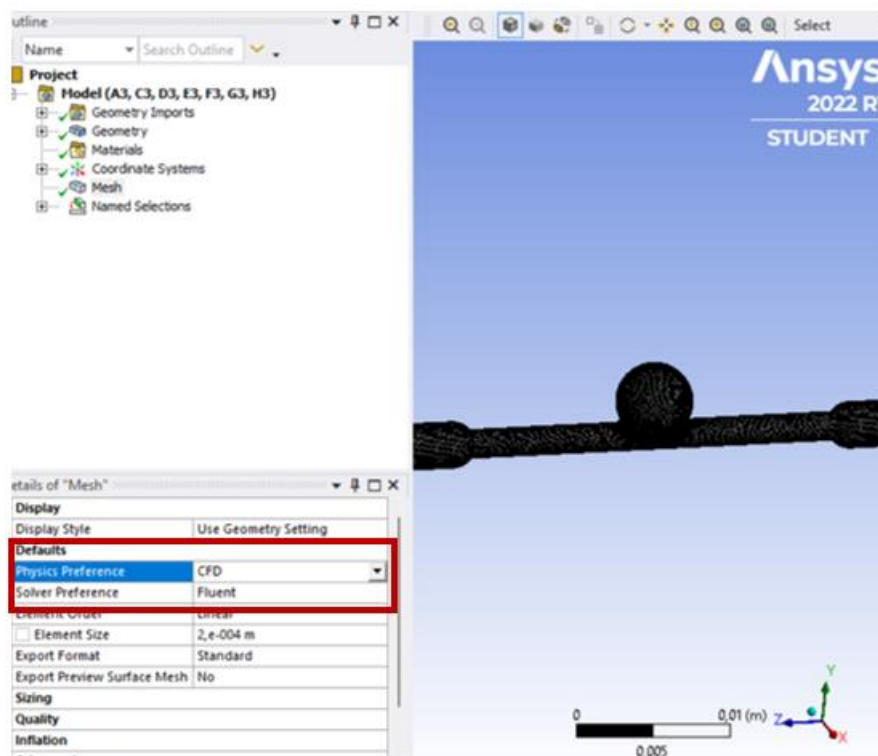 utline
Name Search Outline
Project
Model (A3, C3, D3, E3, F3, G3, H3)
Geometry Imports
Geometry
Materials
Coordinate Systems
Mesh
Named Selections
Select
Ansys
2022 R
STUDENT
etails of "Mesh"
Display
Display Style Use Geometry Setting
Defaults
Physics Preference CFD
Solver Preference Fluent
Element Order Linear
Element Size 2,e-004 m
Export Format Standard
Export Preview Surface Mesh No
Sizing
Quality
Inflation
0 0,01 (m)
0,005
Y
Z
X